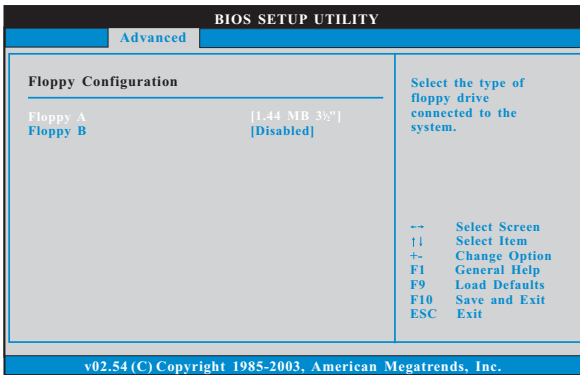 BIOS SETUP UTILITY
Advanced
Floppy Configuration
Floppy A [1.44 MB 3½"]
Floppy B [Disabled]
Select the type of
floppy drive
connected to the
system.
←→ Select Screen
↑↓ Select Item
+- Change Option
F1 General Help
F9 Load Defaults
F10 Save and Exit
ESC Exit
v02.54 (C) Copyright 1985-2003, American Megatrends, Inc.